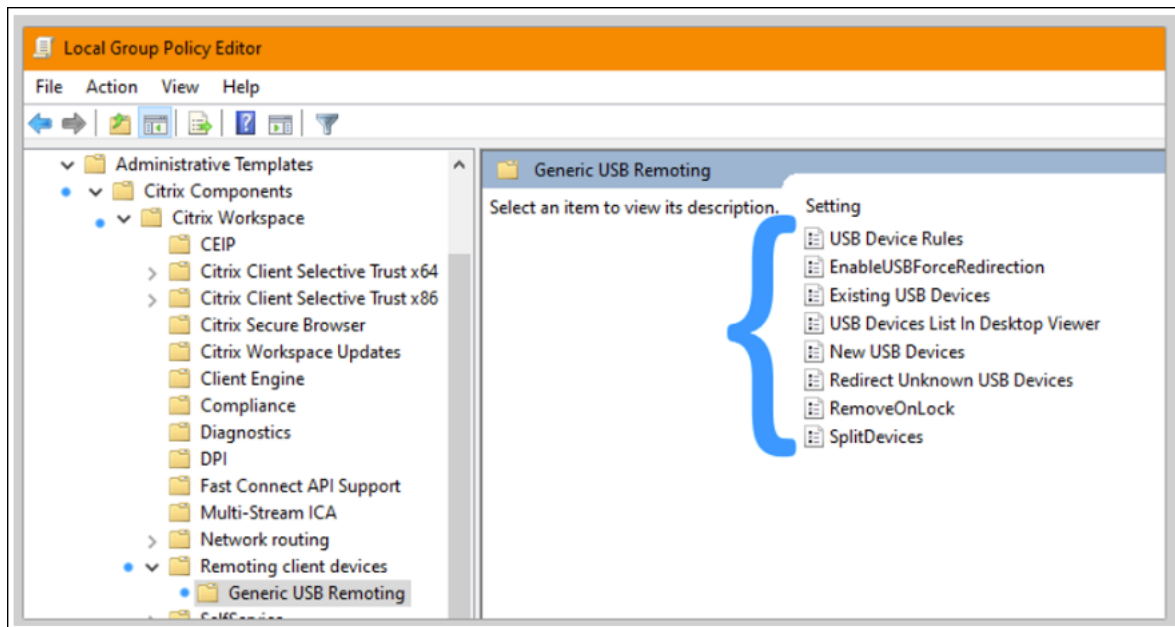 Local Group Policy Editor
File Action View Help
Administrative Templates
Citrix Components
Citrix Workspace
CEIP
Citrix Client Selective Trust x64
Citrix Client Selective Trust x86
Citrix Secure Browser
Citrix Workspace Updates
Client Engine
Compliance
Diagnostics
DPI
Fast Connect API Support
Multi-Stream ICA
Network routing
Remoting client devices
Generic USB Remoting
SelfService
Generic USB Remoting
Select an item to view its description.
Setting
USB Device Rules
EnableUSBForceRedirection
Existing USB Devices
USB Devices List In Desktop Viewer
New USB Devices
Redirect Unknown USB Devices
RemoveOnLock
SplitDevices